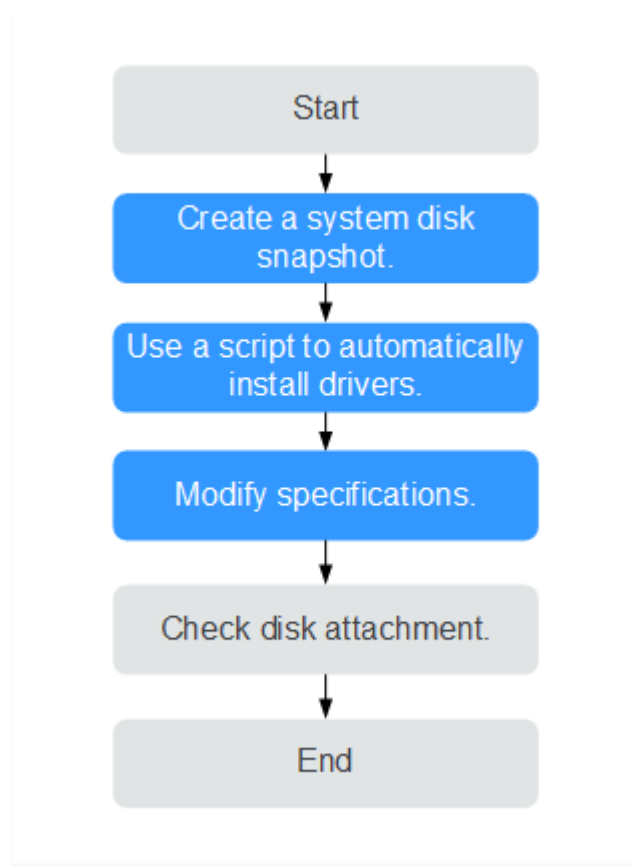 Start
Create a system disk
snapshot.
Use a script to automatically
install drivers.
Modify specifications.
Check disk attachment.
End